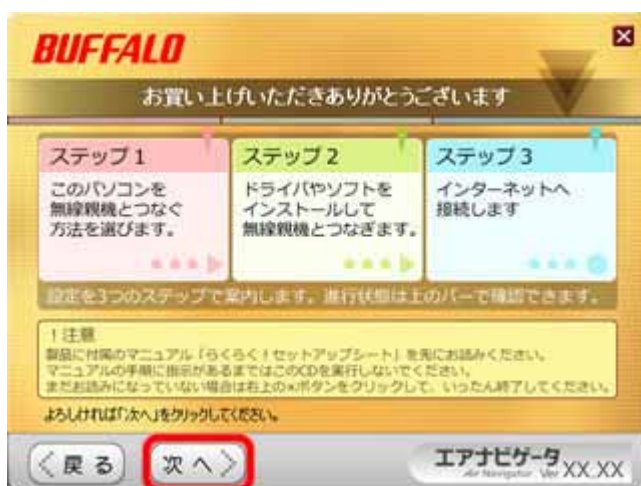 BUFFALO
お買い上げいただきありがとうございます
ステップ 1
このパソコンを
無線親機とつなぐ
方法を選びます。
ステップ 2
ドライバやソフトを
インストールして
無線親機とつなぎます。
ステップ 3
インターネットへ
接続します
設定を3つのステップで案内します。進行状態は上のバーで確認できます。
！注意
製品に付属のマニュアル「らくらく！セットアップシート」を先にお読みください。
マニュアルの手順に指示があるまではこのCDを実行しないでください。
まだお読みになっていない場合は右上の×ボタンをクリックして、いったん終了してください。
よろしければ「次へ」をクリックしてください。
戻る
次へ
エアナビゲータ
Air Navigator Ver XX.XX